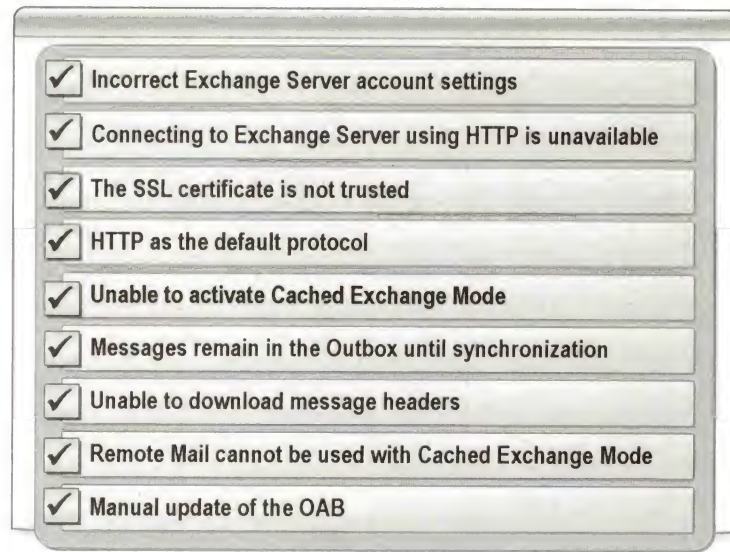 Incorrect Exchange Server account settings
Connecting to Exchange Server using HTTP is unavailable
The SSL certificate is not trusted
HTTP as the default protocol
Unable to activate Cached Exchange Mode
Messages remain in the Outbox until synchronization
Unable to download message headers
Remote Mail cannot be used with Cached Exchange Mode
Manual update of the OAB